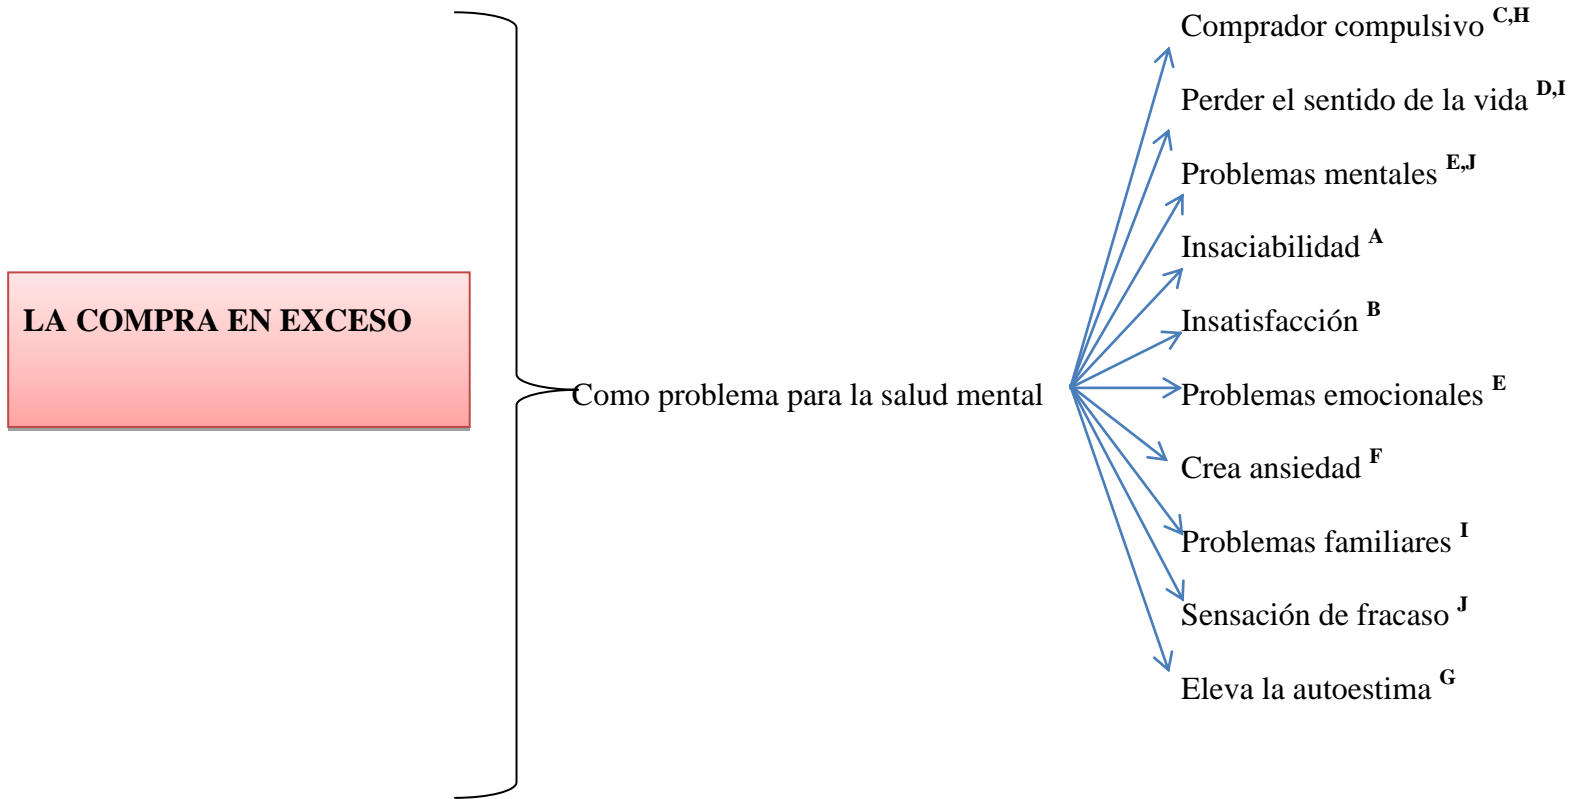 Comprador compulsivo C,H
Perder el sentido de la vida D,I
Problemas mentales E,J
Insaciabilidad A
LA COMPRA EN EXCESO
Insatisfacción B
Como problema para la salud mental
Problemas emocionales E
Crea ansiedad F
Problemas familiares I
Sensación de fracaso J
Eleva la autoestima G